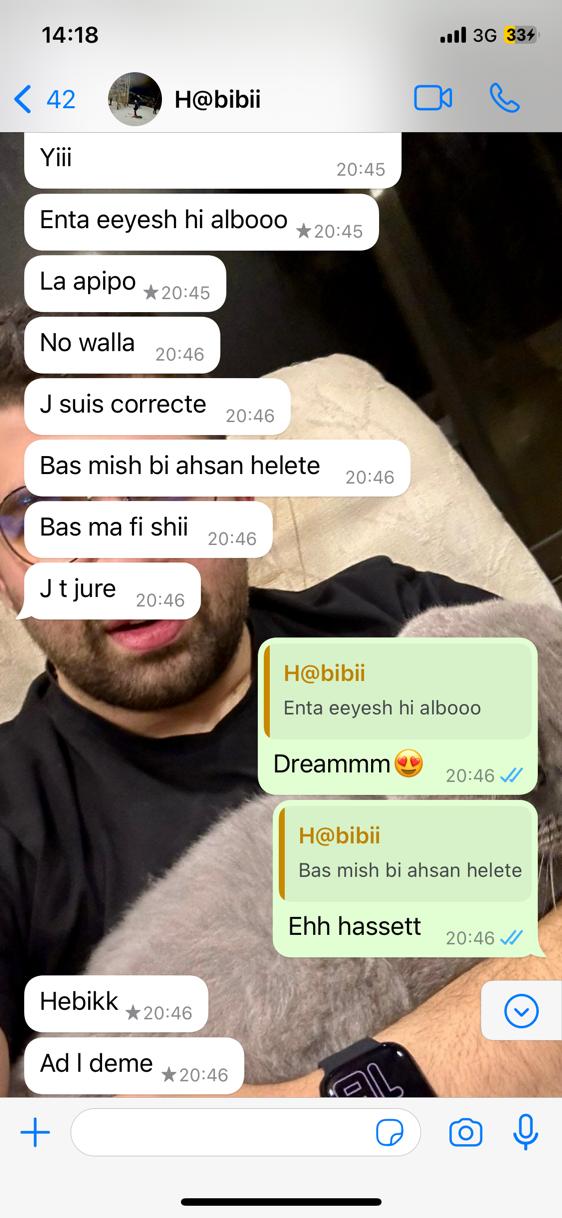 14:18
3G
33
42
H@bibii
Yiii
20:45
Enta eeyesh hi albooo
★20:45
La apipo
★20:45
No walla
20:46
J suis correcte
20:46
Bas mish bi ahsan helete
20:46
Bas ma fi shii
20:46
J t jure
20:46
H@bibii
Enta eeyesh hi albooo
Dreammm😍
20:46
H@bibii
Bas mish bi ahsan helete
Ehh hassett
20:46
Hebikk
★20:46
Ad l deme
★20:46